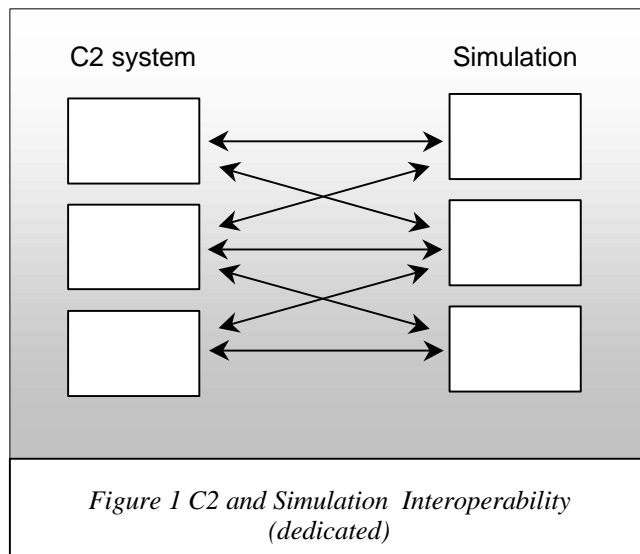 C2 system
Simulation
Figure 1 C2 and Simulation Interoperability
(dedicated)